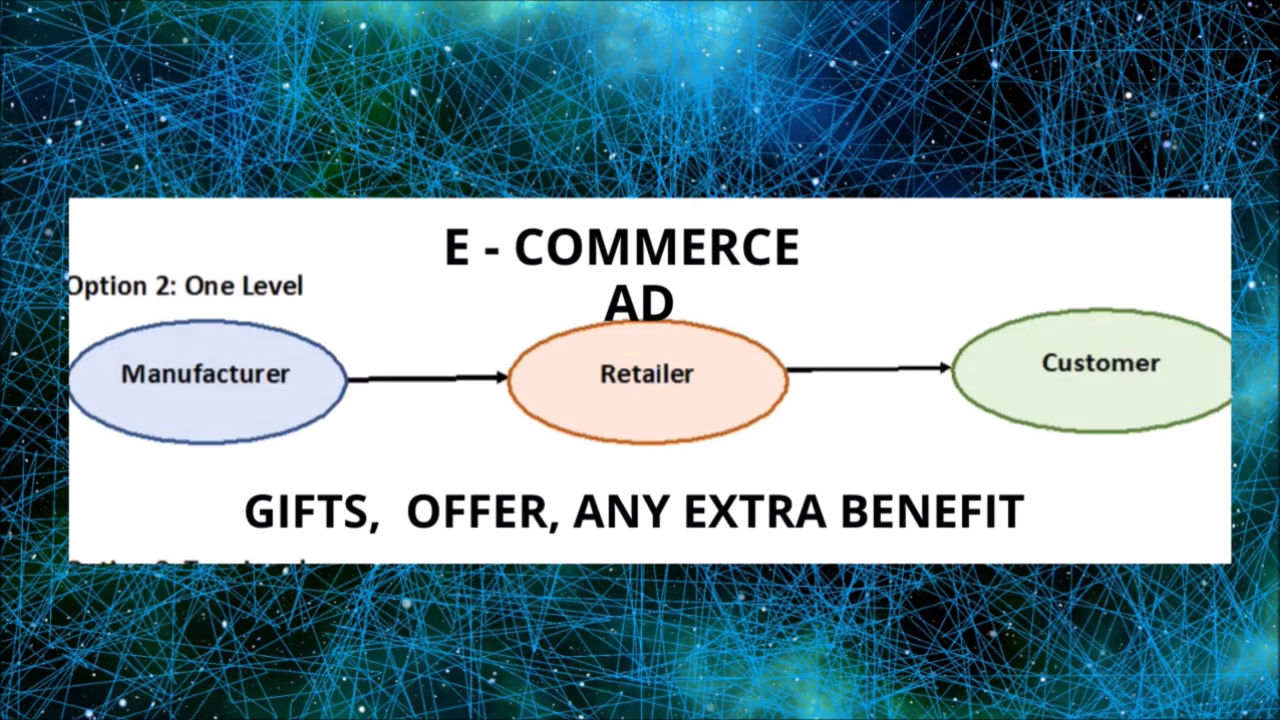 E - COMMERCE
AD
Option 2: One Level
Manufacturer
Retailer
Customer
GIFTS, OFFER, ANY EXTRA BENEFIT